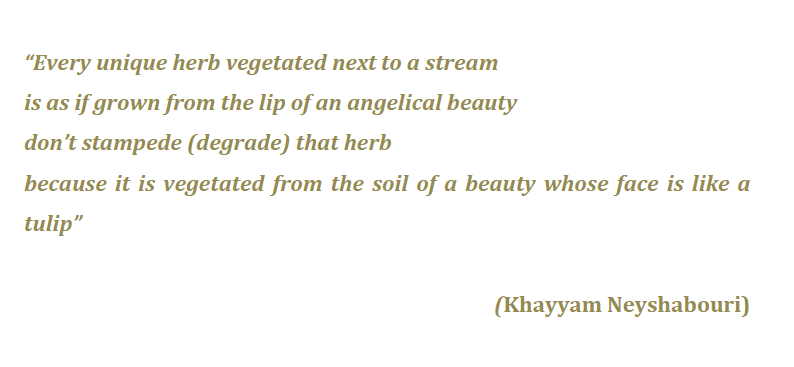 “Every unique herb vegetated next to a stream
is as if grown from the lip of an angelical beauty
don’t stampede (degrade) that herb
because it is vegetated from the soil of a beauty whose face is like a
tulip”
(Khayyam Neyshabouri)